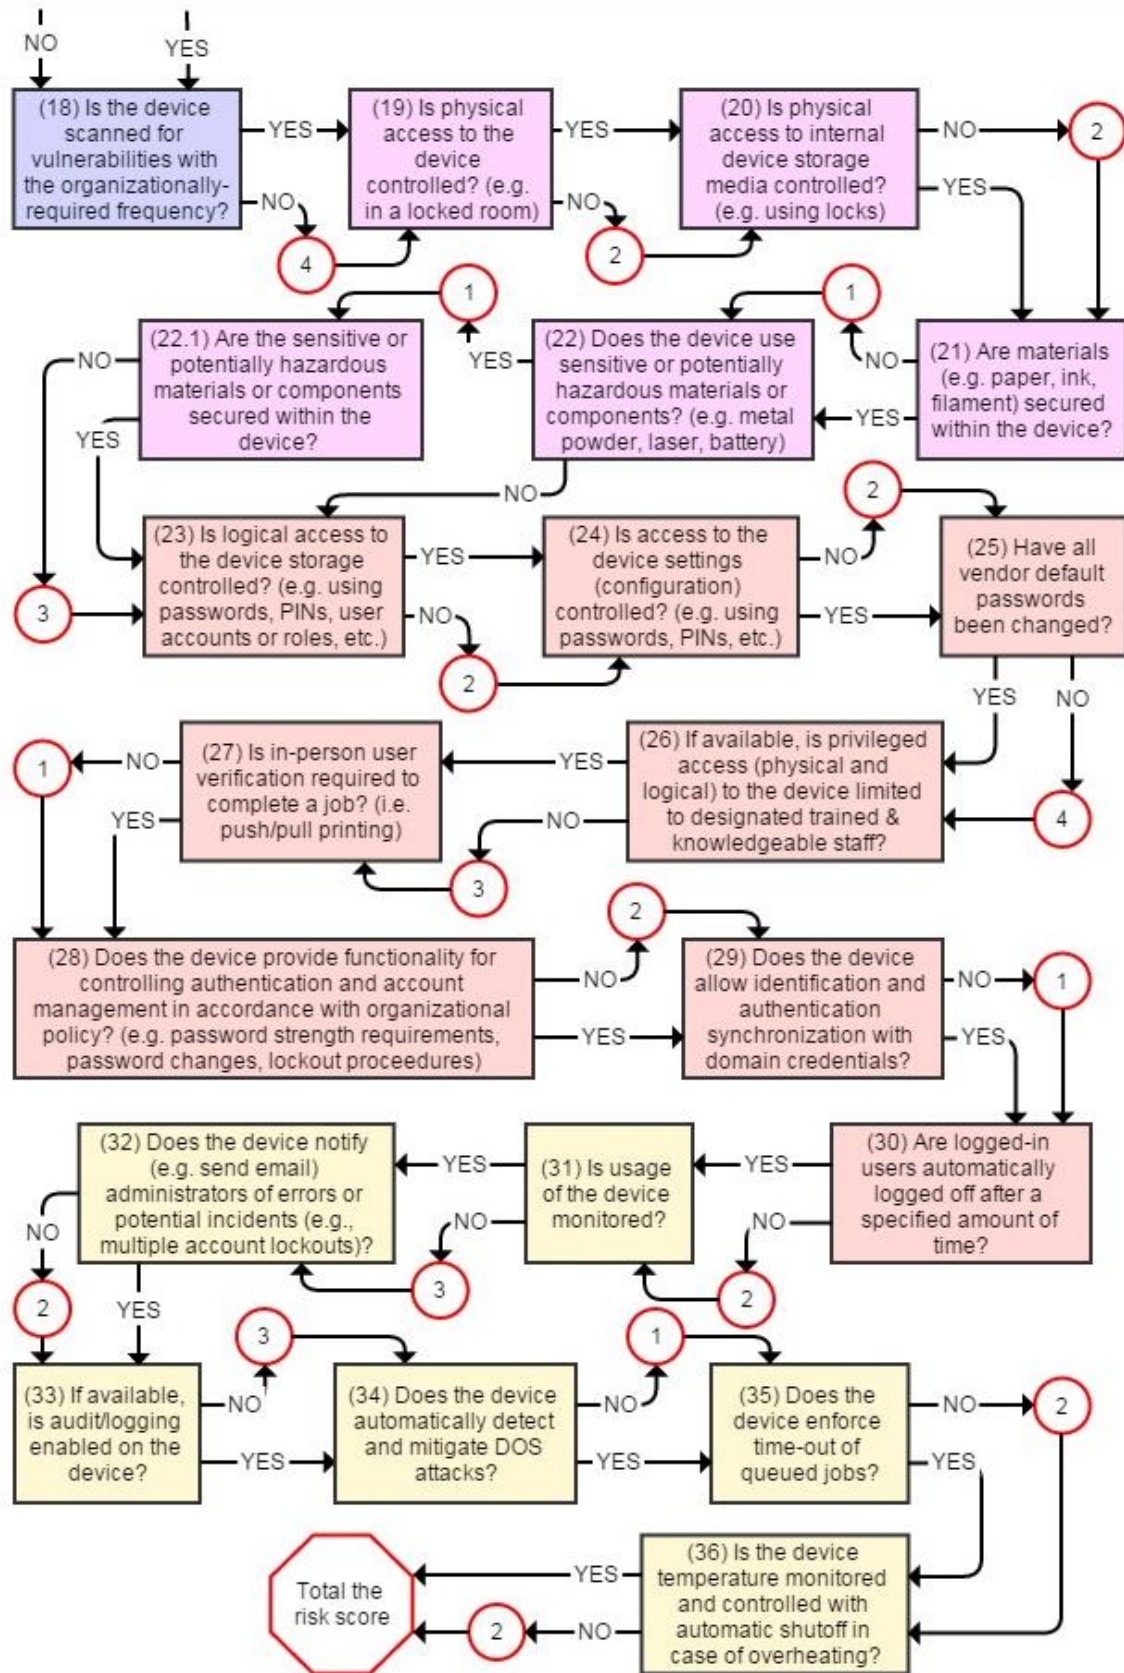 NO
YES
(18) Is the device
scanned for
vulnerabilities with
the organizationally-
required frequency?
YES
NO
4
(19) Is physical
access to the
device
controlled? (e.g.
in a locked room)
YES
NO
2
(20) Is physical
access to internal
device storage
media controlled?
(e.g. using locks)
NO
2
YES
(21) Are materials
(e.g. paper, ink,
filament) secured
within the device?
NO
1
YES
(22) Does the device use
sensitive or potentially
hazardous materials or
components? (e.g. metal
powder, laser, battery)
YES
1
NO
(22.1) Are the sensitive or
potentially hazardous
materials or components
secured within the
device?
NO
YES
3
(23) Is logical access to
the device storage
controlled? (e.g. using
passwords, PINs, user
accounts or roles, etc.)
YES
NO
2
(24) Is access to the
device settings
(configuration)
controlled? (e.g. using
passwords, PINs, etc.)
NO
2
YES
(25) Have all
vendor default
passwords
been changed?
YES
NO
4
(26) If available, is privileged
access (physical and
logical) to the device limited
to designated trained &
knowledgeable staff?
YES
NO
3
(27) Is in-person user
verification required to
complete a job? (i.e.
push/pull printing)
NO
1
YES
(28) Does the device provide functionality for
controlling authentication and account
management in accordance with organizational
policy? (e.g. password strength requirements,
password changes, lockout proceedures)
NO
2
YES
(29) Does the device
allow identification and
authentication
synchronization with
domain credentials?
NO
1
YES
(30) Are logged-in
users automatically
logged off after a
specified amount of
time?
YES
NO
2
(31) Is usage
of the device
monitored?
YES
NO
3
(32) Does the device notify
(e.g. send email)
administrators of errors or
potential incidents (e.g.,
multiple account lockouts)?
NO
2
YES
(33) If available,
is audit/logging
enabled on the
device?
NO
3
YES
(34) Does the device
automatically detect
and mitigate DOS
attacks?
NO
1
YES
(35) Does the
device enforce
time-out of
queued jobs?
NO
2
YES
(36) Is the device
temperature monitored
and controlled with
automatic shutoff in
case of overheating?
YES
NO
2
Total the
risk score